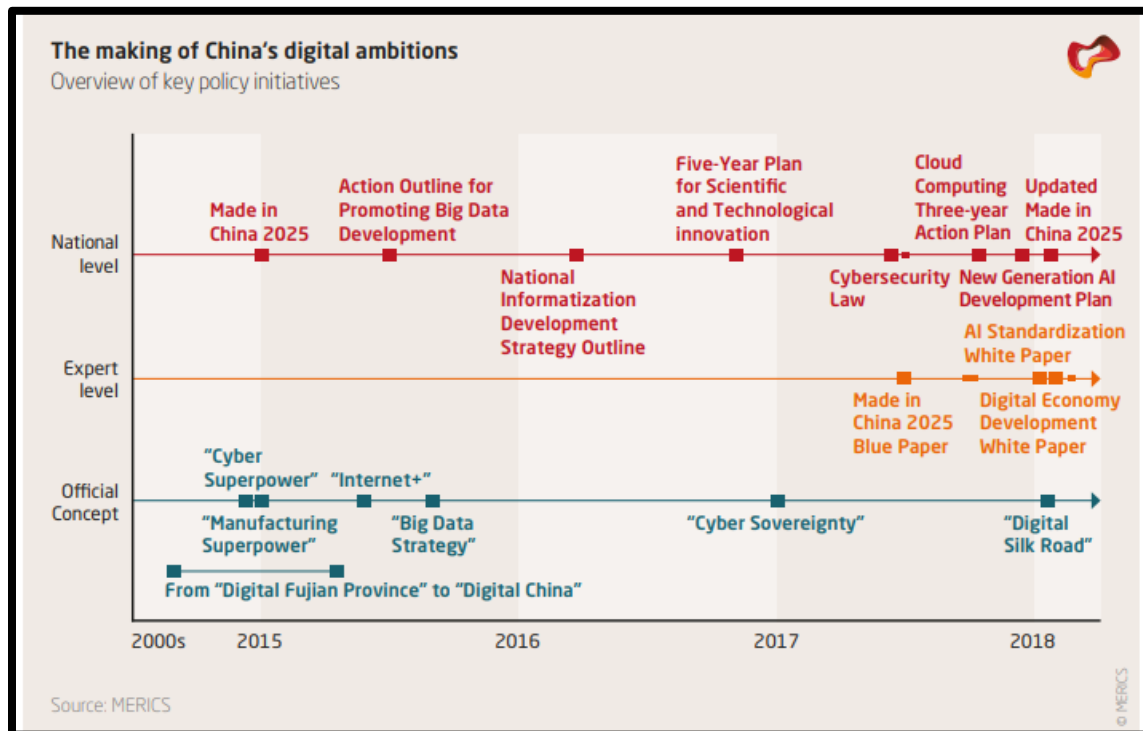 The making of China's digital ambitions
Overview of key policy initiatives
National
level
Made in
China 2025
Action Outline for
Promoting Big Data
Development
National
Informatization
Development
Strategy Outline
Five-Year Plan
for Scientific
and Technological
innovation
Cybersecurity
Law
Cloud
Computing
Three-year
Action Plan
New Generation AI
Development Plan
Updated
Made in
China 2025
Expert
level
Made in
China 2025
Blue Paper
AI Standardization
White Paper
Digital Economy
Development
White Paper
Official
Concept
"Cyber
Superpower"
"Manufacturing
Superpower"
"Internet+"
"Big Data
Strategy"
"Cyber Sovereignty"
"Digital
Silk Road"
From "Digital Fujian Province" to "Digital China"
2000s
2015
2016
2017
2018
Source: MERICS
© MERICS